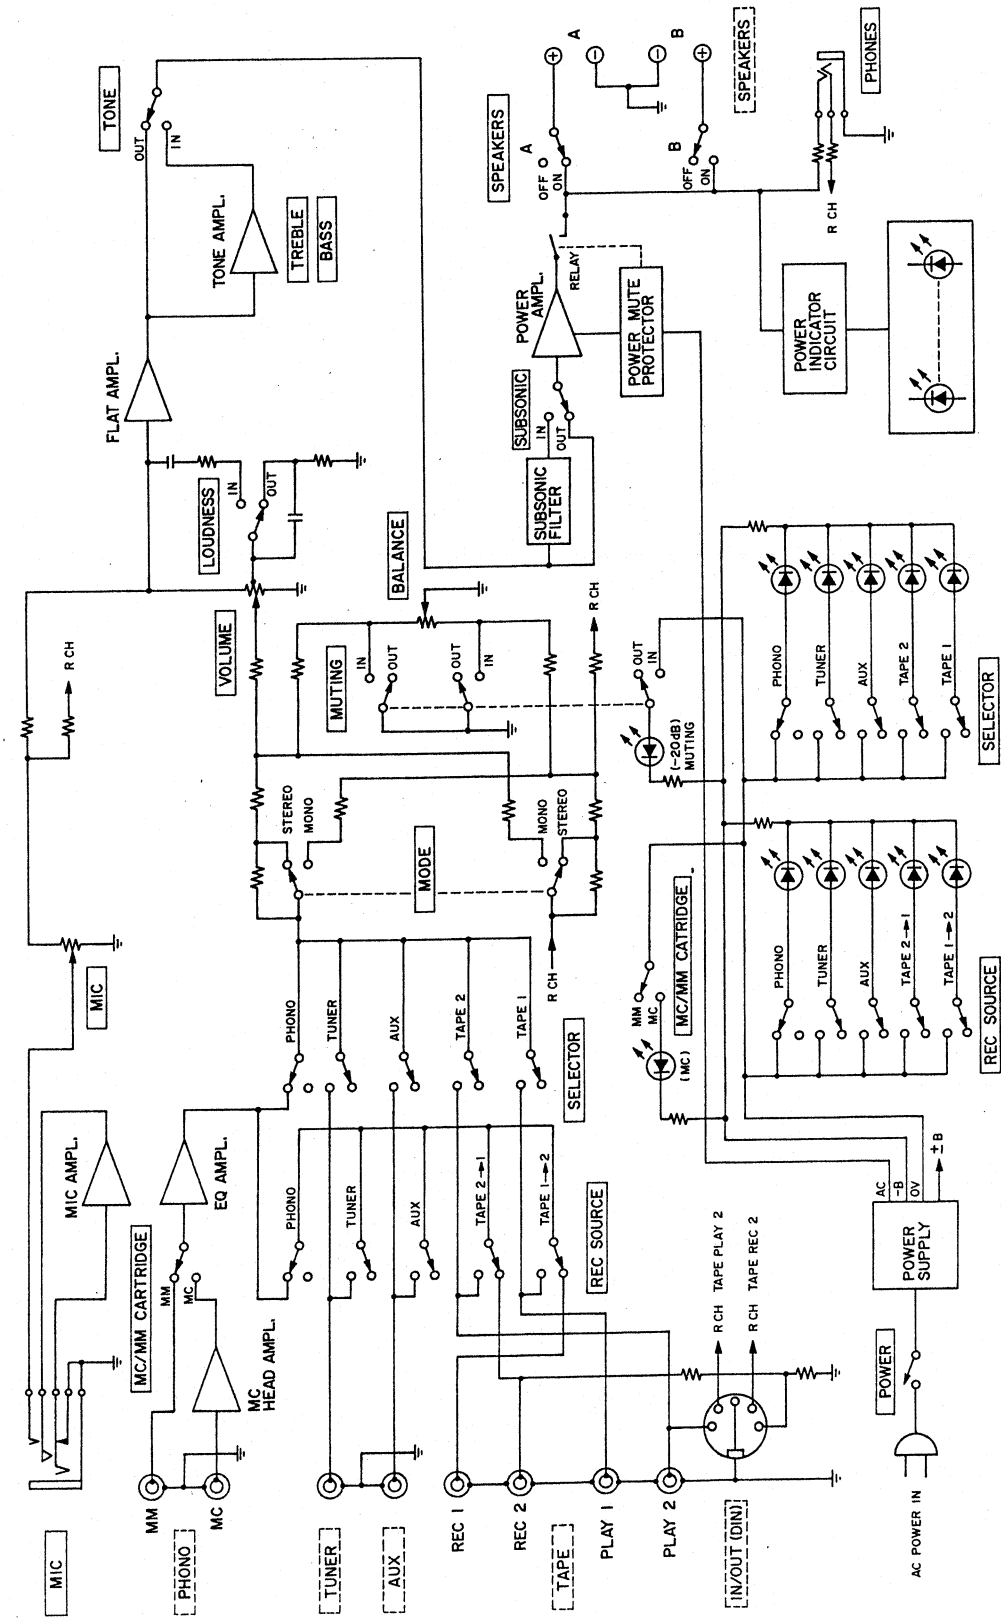 MIC
PHONO
MM
MC
TUNER
AUX
REC 1
REC 2
TAPE
PLAY 1
PLAY 2
IN/OUT (DIN)
AC POWER IN
MC/MM CARTRIDGE
MM
MC
MC
HEAD AMPL.
MIC AMPL.
EQ AMPL.
MIC
PHONO
TUNER
AUX
TAPE 2→1
TAPE 1→2
REC SOURCE
PHONO
TUNER
AUX
TAPE 2
TAPE 1
SELECTOR
R CH TAPE PLAY 2
R CH TAPE REC 2
POWER
POWER
SUPPLY
AC
-B
OV
±B
R CH
MODE
STEREO
MONO
MONO
STEREO
R CH
VOLUME
MUTING
IN
OUT
OUT
IN
BALANCE
R CH
LOUDNESS
IN
OUT
FLAT AMPL.
TONE AMPL.
TREBLE
BASS
TONE
OUT
IN
SUBSONIC
FILTER
SUBSONIC
IN
OUT
POWER
AMPL.
RELAY
POWER MUTE
PROTECTOR
SPEAKERS
A
OFF
ON
B
OFF
ON
A
B
+
−
−
+
SPEAKERS
PHONES
R CH
POWER
INDICATOR
CIRCUIT
OUT
IN
(-20dB)
MUTING
MC/MM CATRIDGE
MM
MC
(MC)
PHONO
TUNER
AUX
TAPE 2→1
TAPE 1→2
REC SOURCE
PHONO
TUNER
AUX
TAPE 2
TAPE 1
SELECTOR